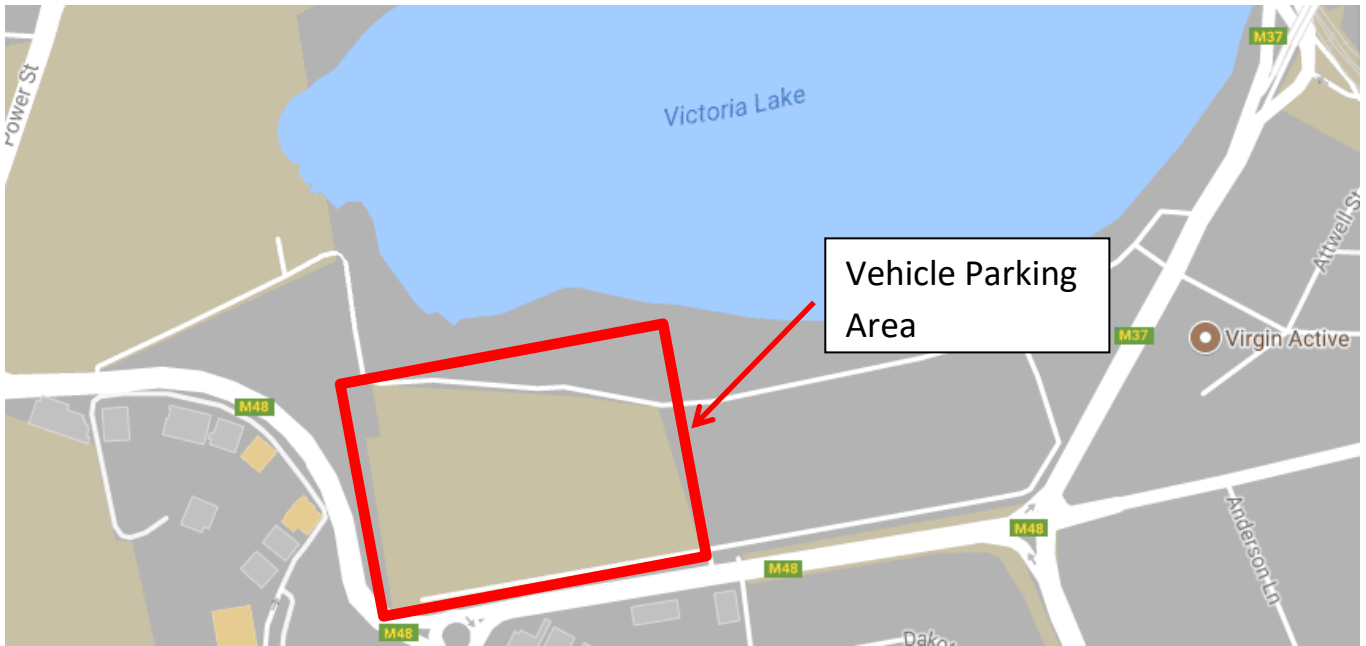 M37
Power St
Victoria Lake
Attwell St
Vehicle Parking
Area
M37
Virgin Active
M48
M48
Anderson Ln
M48
M48
Dako